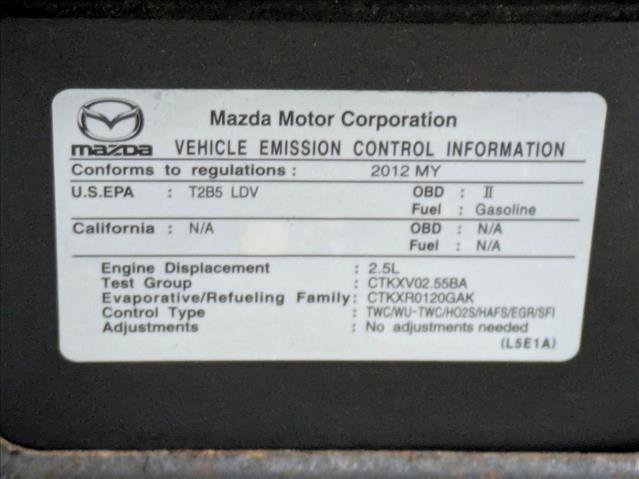 Mazda Motor Corporation
mazda VEHICLE EMISSION CONTROL INFORMATION
Conforms to regulations : 2012 MY
U.S.EPA : T2B5 LDV OBD : II
Fuel : Gasoline
California : N/A OBD : N/A
Fuel : N/A
Engine Displacement : 2.5L
Test Group : CTKXV02.55BA
Evaporative/Refueling Family: CTKXR0120GAK
Control Type : TWC/WU-TWC/HO2S/HAFS/EGR/SFI
Adjustments : No adjustments needed
(L5E1A)